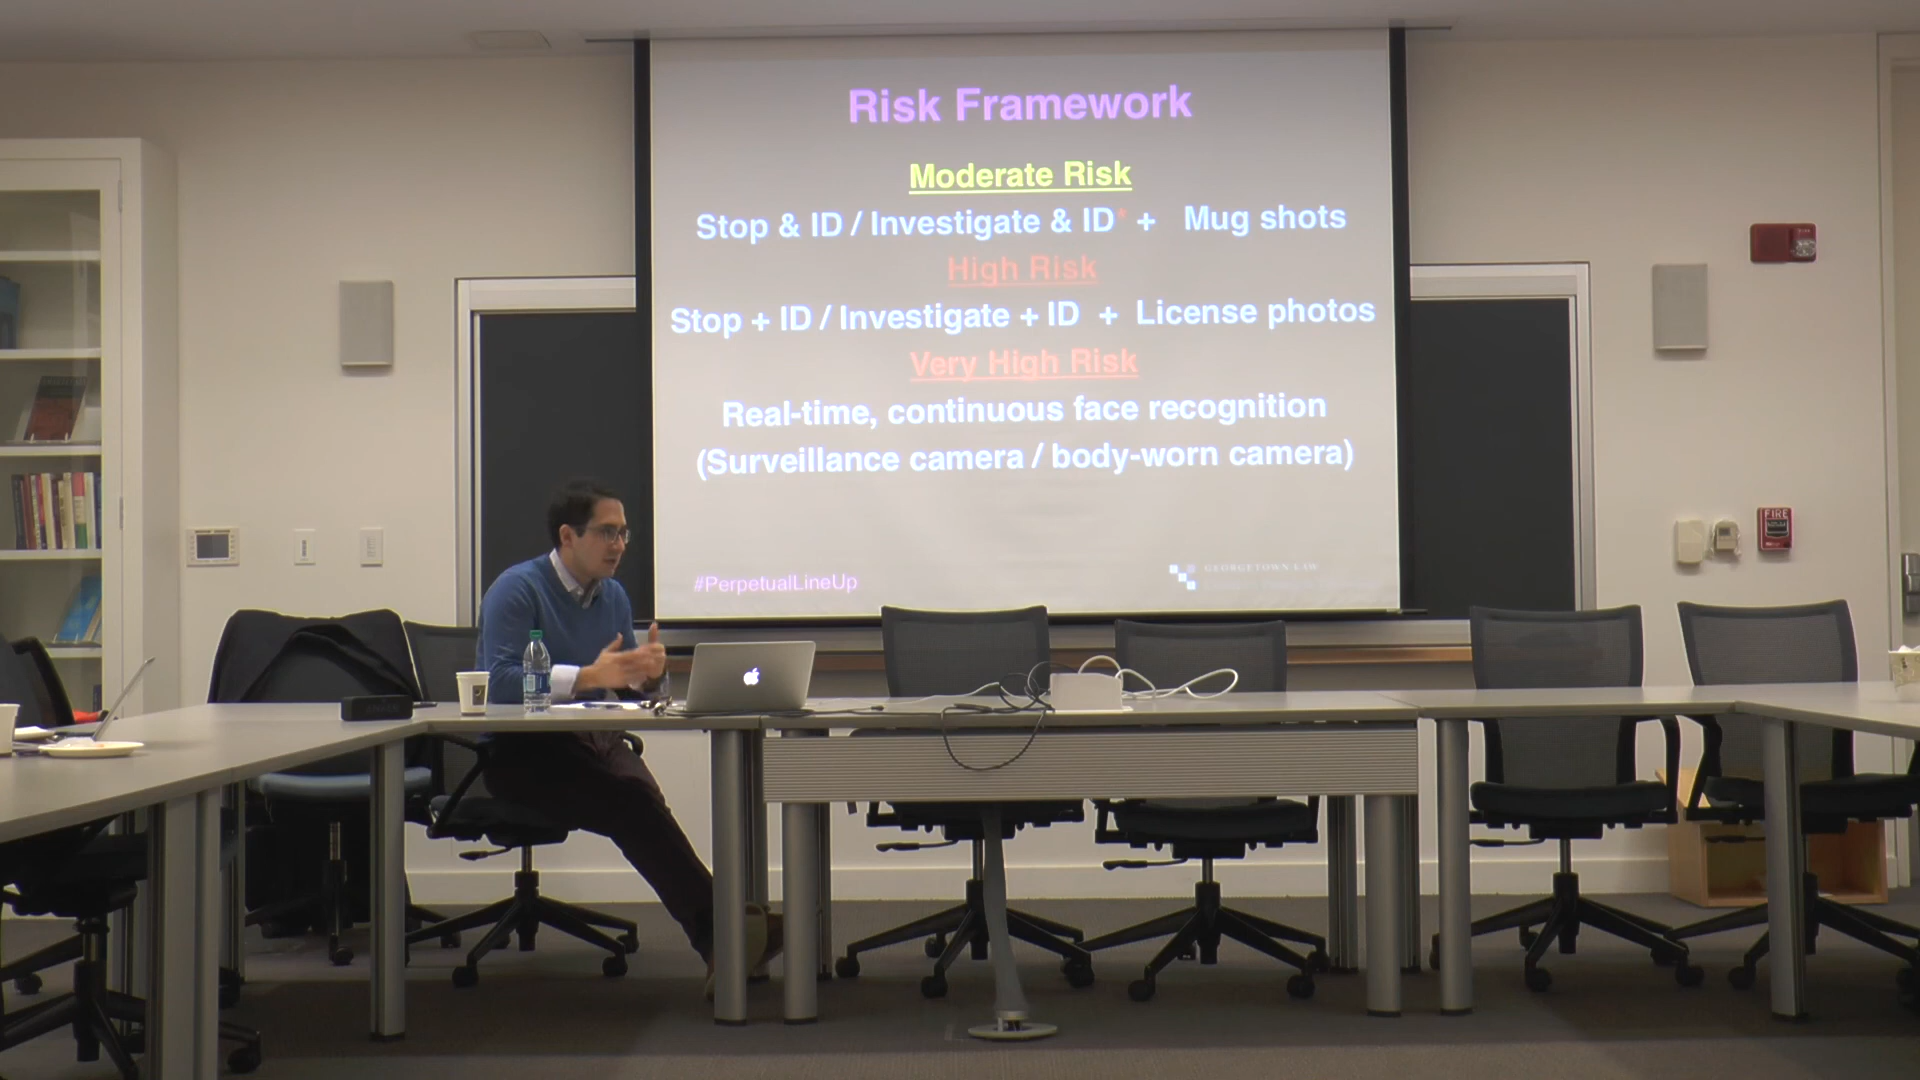 Risk Framework
Moderate Risk
Stop & ID / Investigate & ID* + Mug shots
High Risk
Stop + ID / Investigate + ID + License photos
Very High Risk
Real-time, continuous face recognition
(Surveillance camera / body-worn camera)
#PerpetualLineUp
GEORGETOWN LAW
FIRE